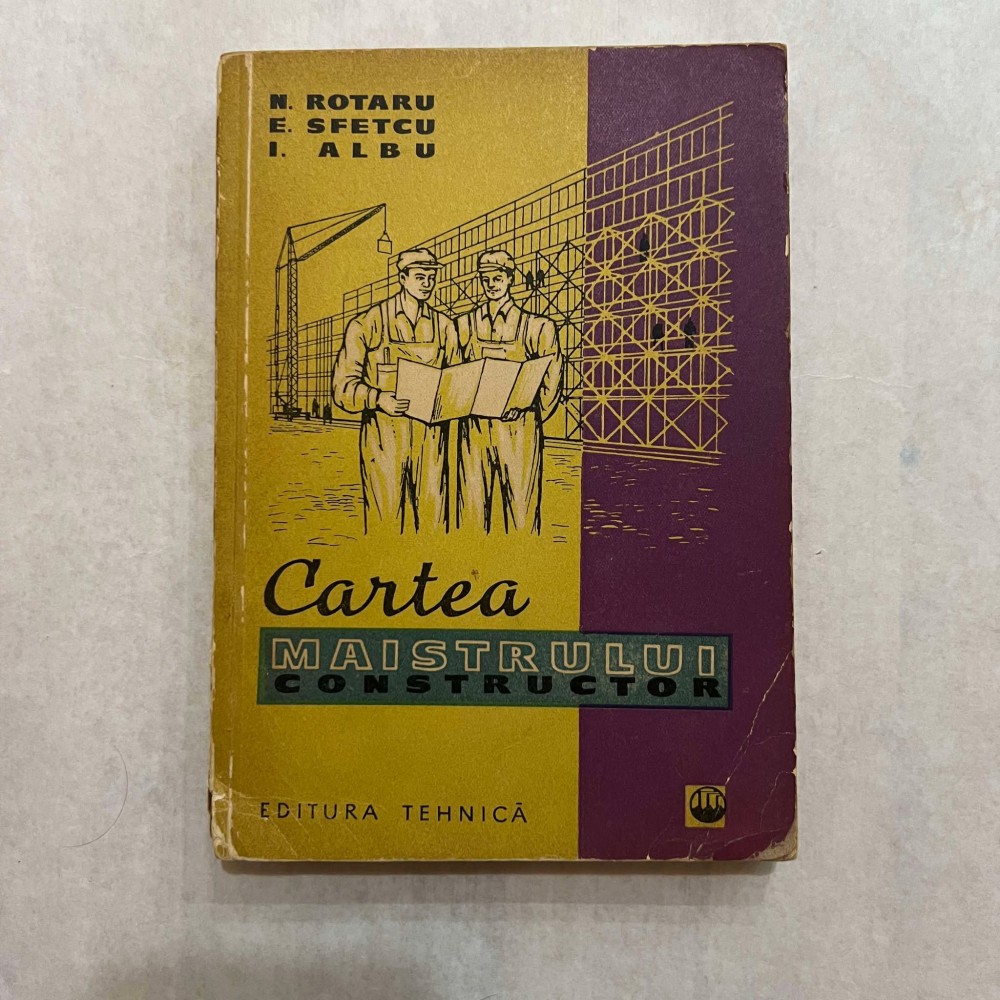 N. ROTARU
E. SFETCU
I. ALBU
Cartea
MAISTRULUI
CONSTRUCTOR
EDITURA TEHNICĂ